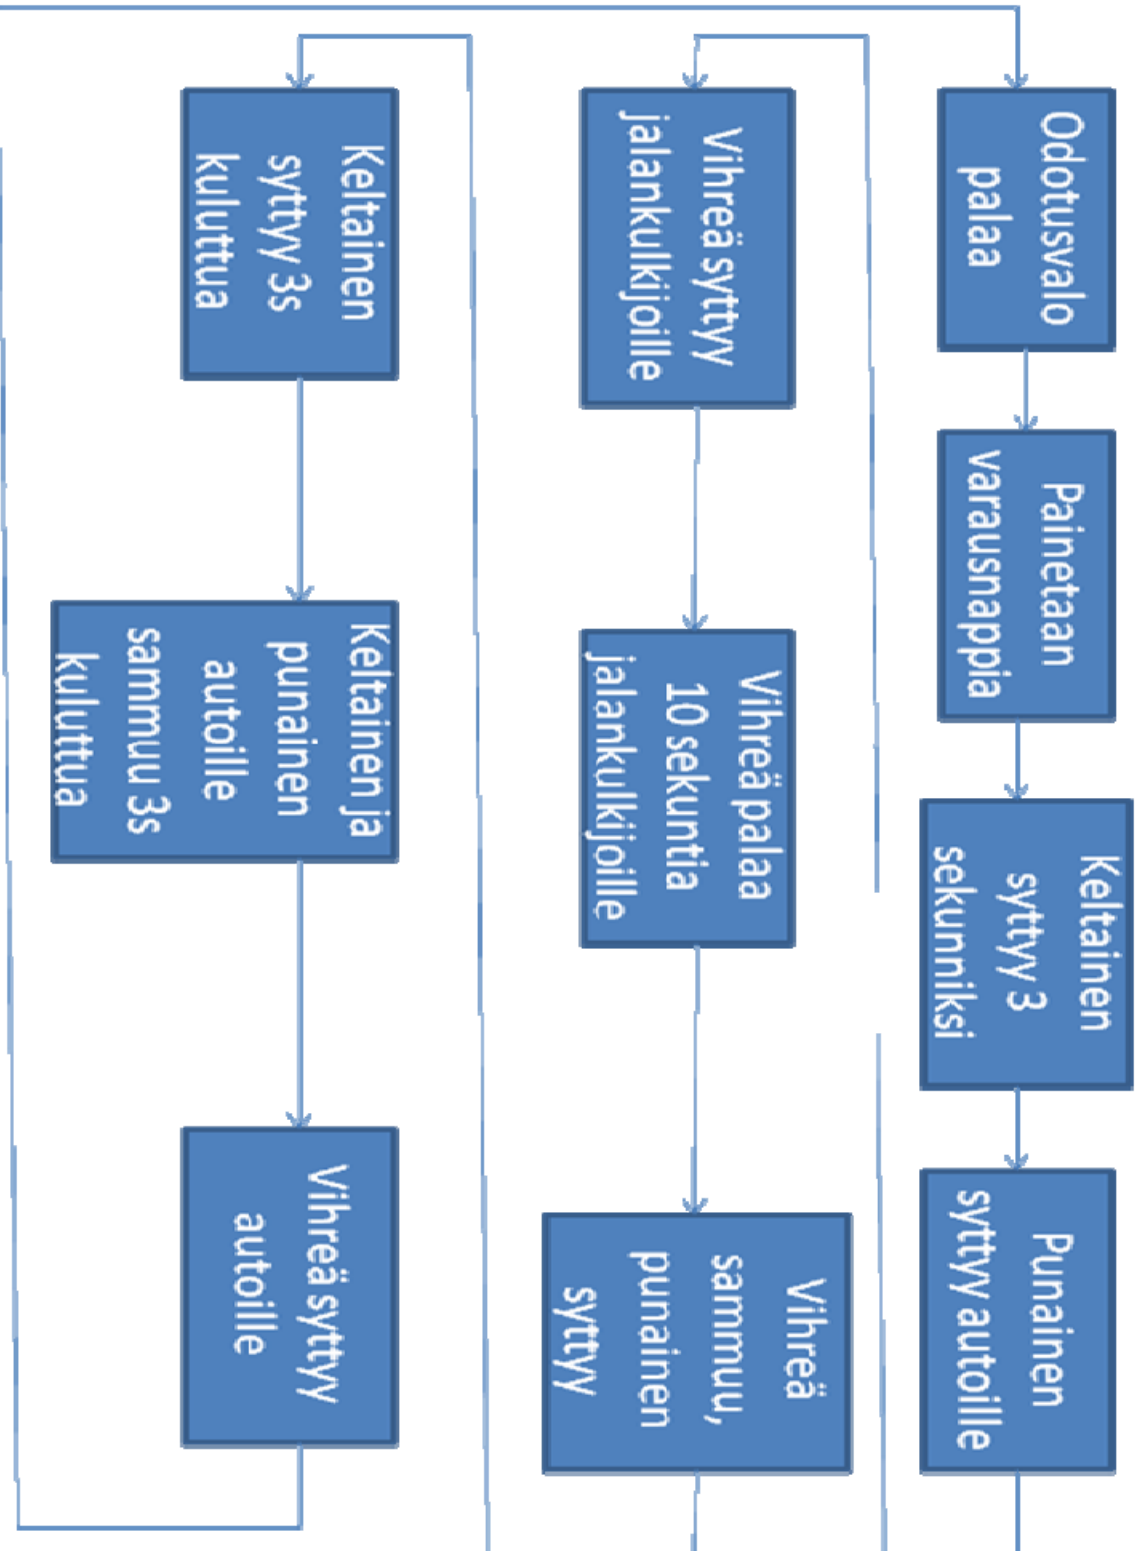 Odotusvalo
palaa
Painetaan
varausnappia
Keltainen
syttyy 3
sekunniksi
Punainen
syttyy autoille
Vihreä syttyy
jalankulkijoille
Vihreä palaa
10 sekuntia
jalankulkijoille
Vihreä
sammuu,
punainen
syttyy
Keltainen
syttyy 3s
kuluttua
Keltainen ja
punainen
autoille
sammuu 3s
kuluttua
Vihreä syttyy
autoille